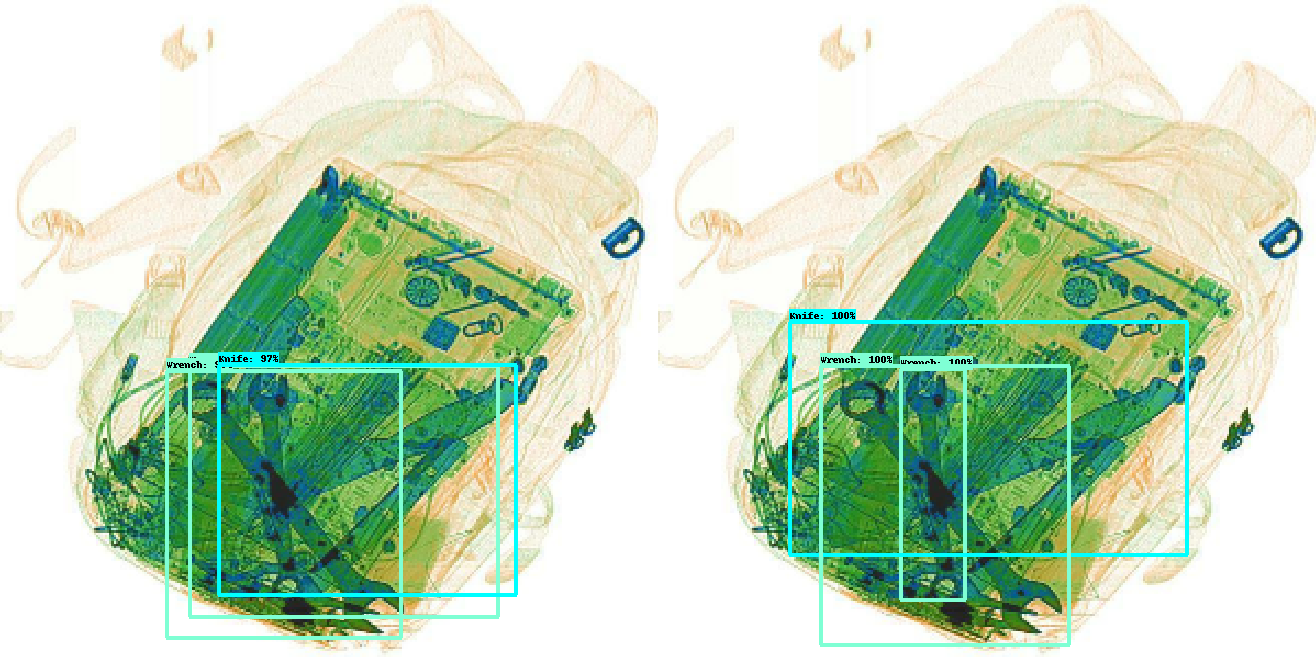 Knife: 97%
Wrench: 9
Knife: 100%
Wrench: 100%
Wrench: 100%